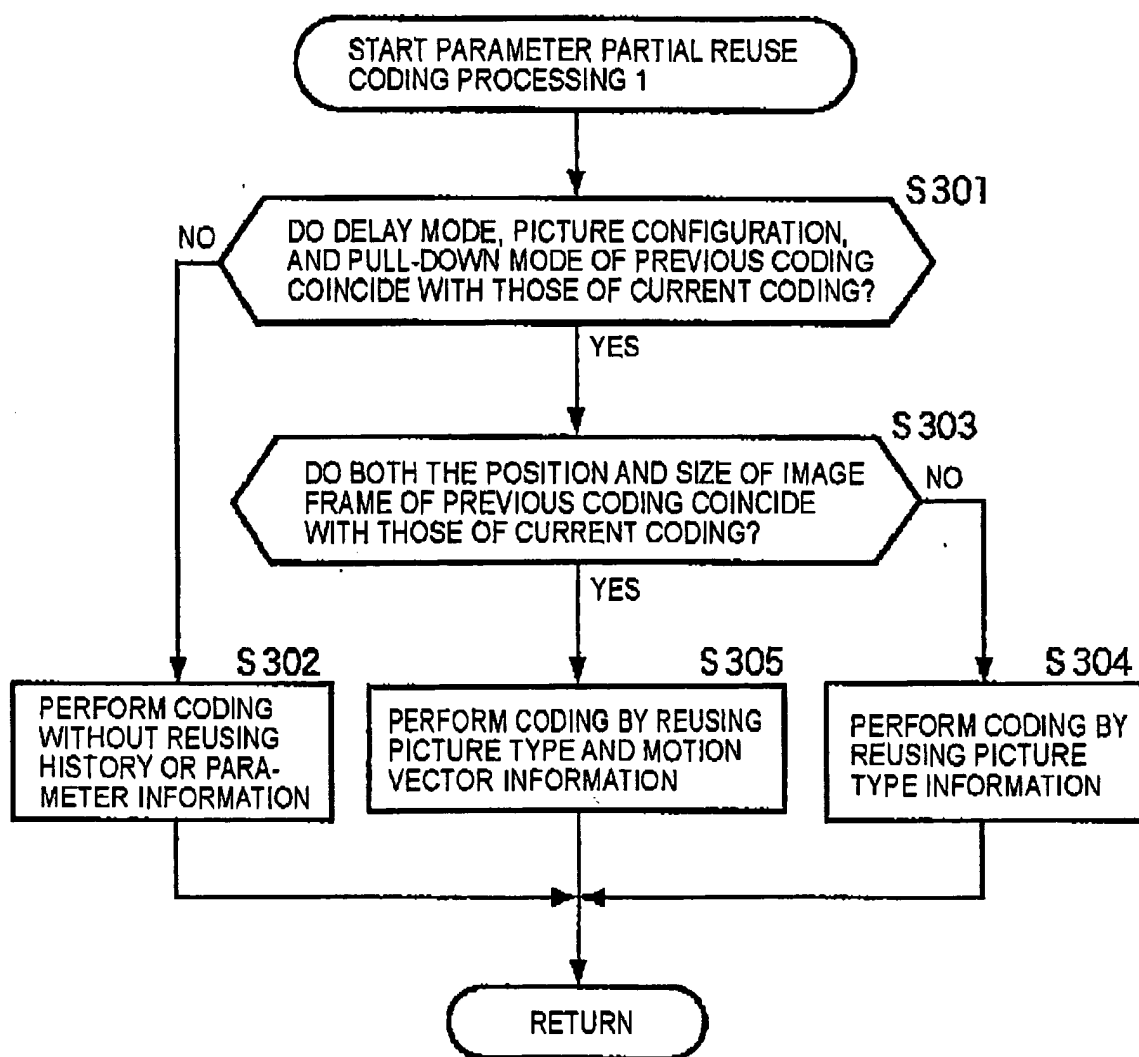 START PARAMETER PARTIAL REUSE
CODING PROCESSING 1
S301
NO
DO DELAY MODE, PICTURE CONFIGURATION,
AND PULL-DOWN MODE OF PREVIOUS CODING
COINCIDE WITH THOSE OF CURRENT CODING?
YES
S303
DO BOTH THE POSITION AND SIZE OF IMAGE
FRAME OF PREVIOUS CODING COINCIDE
WITH THOSE OF CURRENT CODING?
NO
YES
S302
PERFORM CODING
WITHOUT REUSING
HISTORY OR PARA-
METER INFORMATION
S305
PERFORM CODING BY REUSING
PICTURE TYPE AND MOTION
VECTOR INFORMATION
S304
PERFORM CODING BY
REUSING PICTURE
TYPE INFORMATION
RETURN